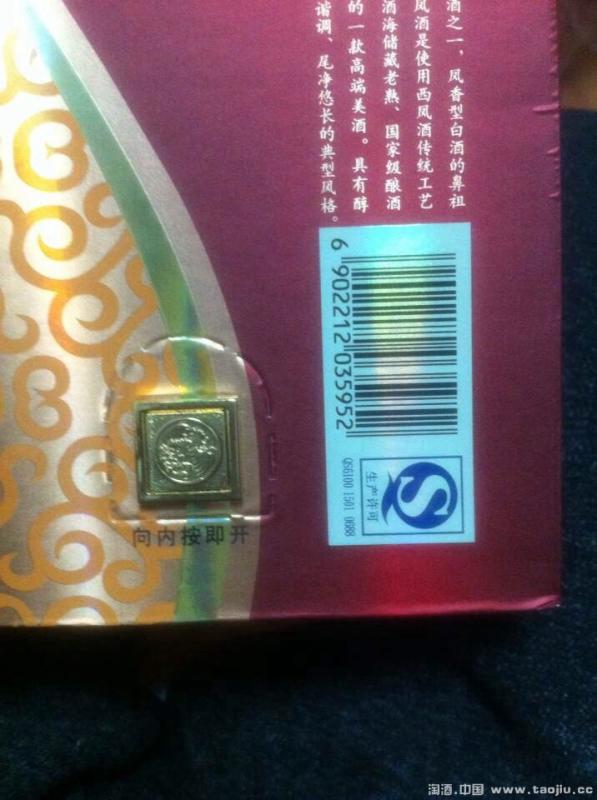 酒之一，凤香型白酒的鼻祖
凤酒是使用西凤酒传统工艺
酒海储藏老熟、国家级酿酒
的一款高端美酒。具有醇
谐调、尾净悠长的典型风格。
6 902212 035952
QS
生产许可
QS6100 1501 0688
向内按即开
淘酒.中国 www.taojiu.cc